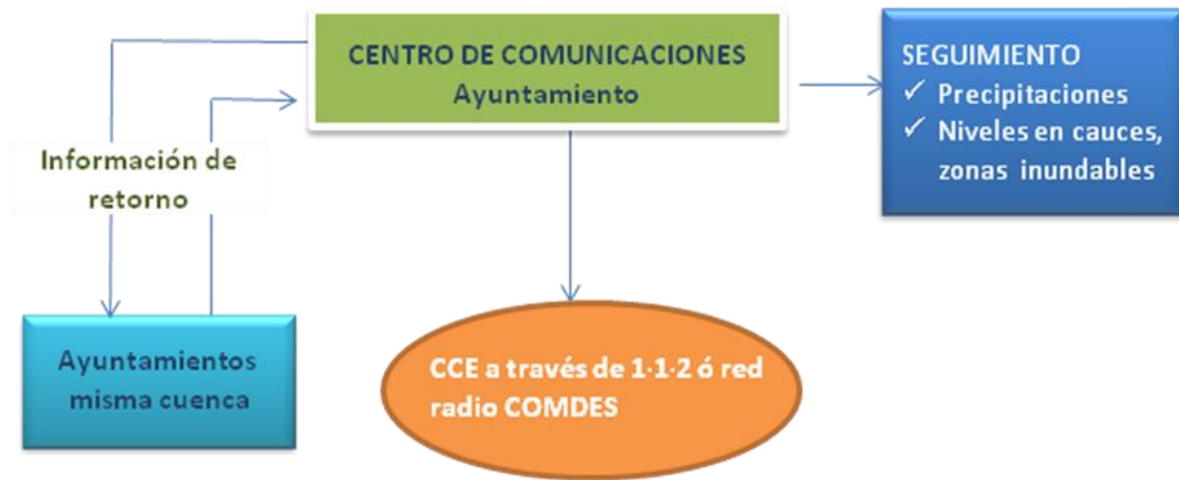 CENTRO DE COMUNICACIONES
Ayuntamiento
SEGUIMIENTO
✓ Precipitaciones
✓ Niveles en cauces,
zonas inundables
Información de
retorno
Ayuntamientos
misma cuenca
CCE a través de 1·1·2 ó red
radio COMDES